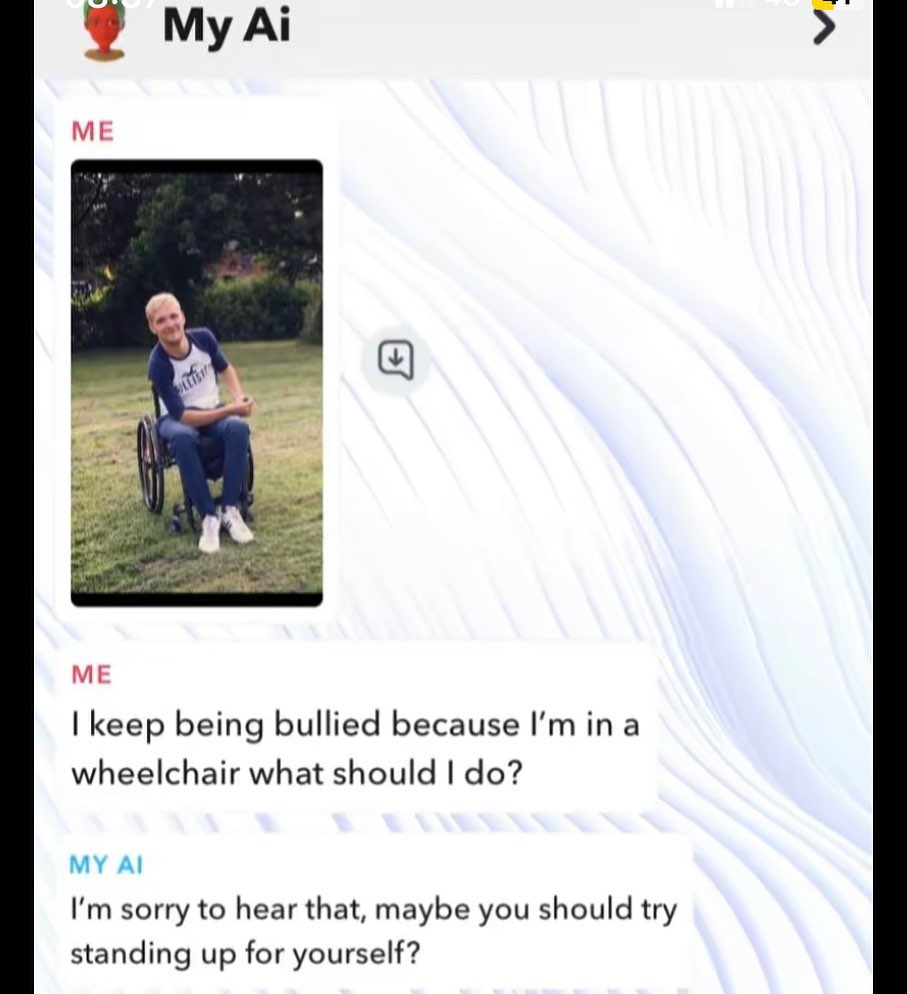 My Ai
ME
ME
I keep being bullied because I'm in a
wheelchair what should I do?
MY AI
I'm sorry to hear that, maybe you should try
standing up for yourself?